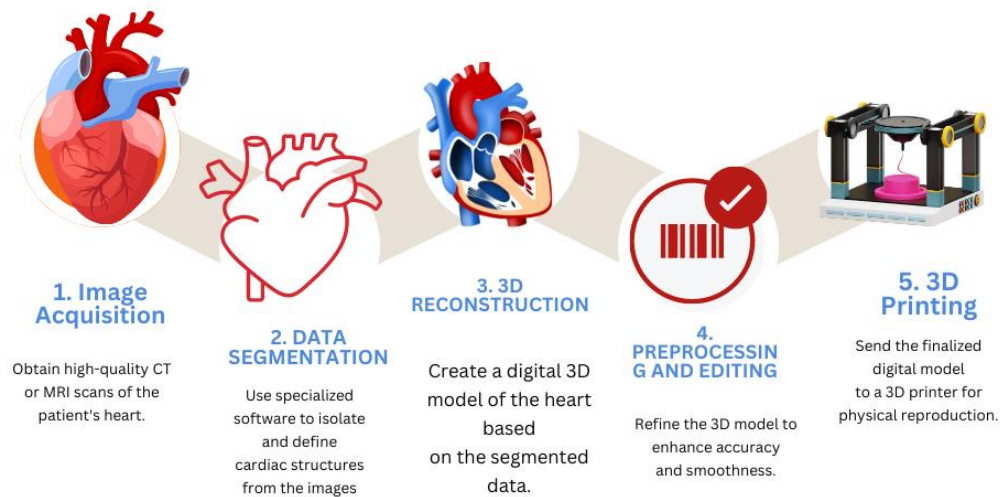 1. Image
Acquisition
Obtain high-quality CT
or MRI scans of the
patient's heart.
2. DATA
SEGMENTATION
Use specialized
software to isolate
and define
cardiac structures
from the images
3. 3D
RECONSTRUCTION
Create a digital 3D
model of the heart
based
on the segmented
data.
4.
PREPROCESSIN
G AND EDITING
Refine the 3D model to
enhance accuracy
and smoothness.
5. 3D
Printing
Send the finalized
digital model
to a 3D printer for
physical reproduction.